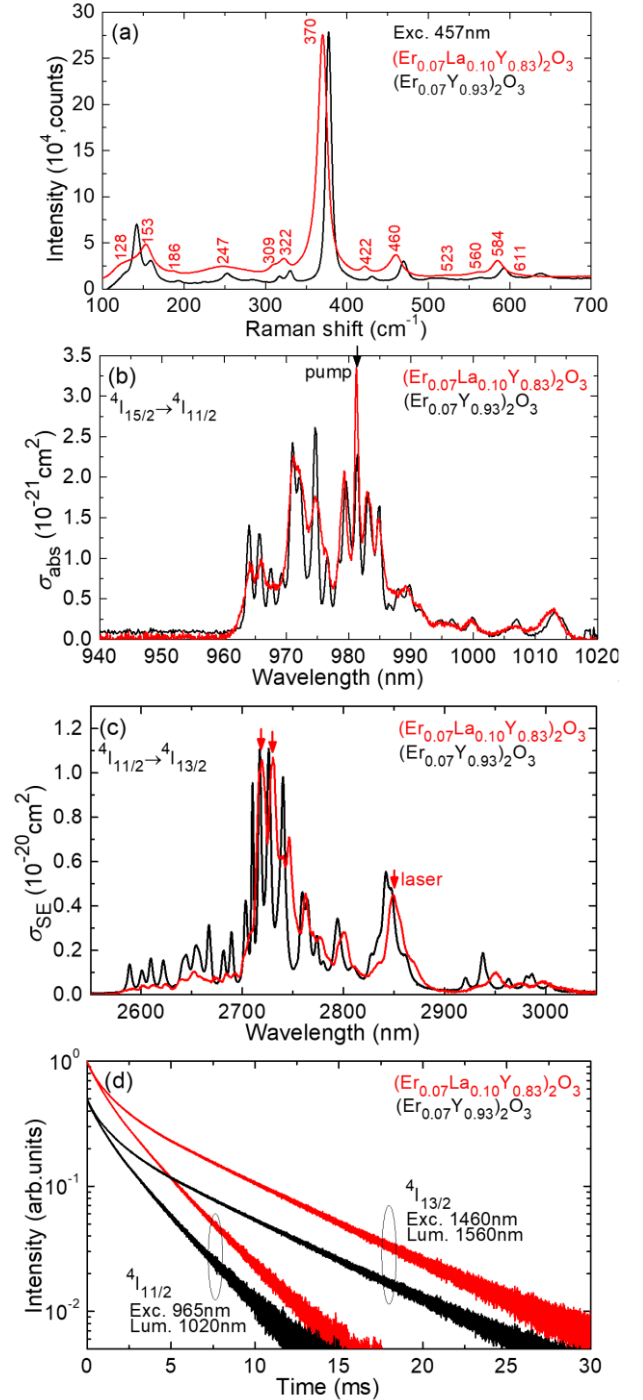 (a)
Exc. 457nm
(Er0.07La0.10Y0.83)2O3
(Er0.07Y0.93)2O3
Intensity (10⁴,counts)
30
25
20
15
10
5
0
370
128
153
186
247
309
322
422
460
523
560
584
611
100 200 300 400 500 600 700
Raman shift (cm⁻¹)
(b)
pump
(Er0.07La0.10Y0.83)2O3
(Er0.07Y0.93)2O3
⁴I15/2→⁴I11/2
σabs (10⁻²¹cm²)
3.5
3.0
2.5
2.0
1.5
1.0
0.5
0.0
940 950 960 970 980 990 1000 1010 1020
Wavelength (nm)
(c)
(Er0.07La0.10Y0.83)2O3
(Er0.07Y0.93)2O3
⁴I11/2→⁴I13/2
laser
σSE (10⁻²⁰cm²)
1.2
1.0
0.8
0.6
0.4
0.2
0.0
2600 2700 2800 2900 3000
Wavelength (nm)
(d)
(Er0.07La0.10Y0.83)2O3
(Er0.07Y0.93)2O3
⁴I13/2
Exc. 1460nm
Lum. 1560nm
⁴I11/2
Exc. 965nm
Lum. 1020nm
Intensity (arb.units)
10⁰
10⁻¹
10⁻²
0 5 10 15 20 25 30
Time (ms)